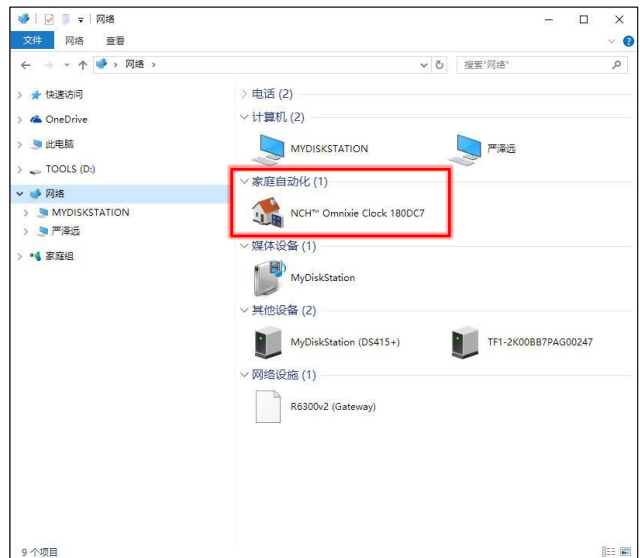 网络
文件 网络 查看
网络
搜索"网络"
快速访问
OneDrive
此电脑
TOOLS (D:)
网络
MYDISKSTATION
严泽远
家庭组
电话 (2)
计算机 (2)
MYDISKSTATION 严泽远
家庭自动化 (1)
NCH™ Omnixie Clock 180DC7
媒体设备 (1)
MyDiskStation
其他设备 (2)
MyDiskStation (DS415+) TF1-2K00BB7PAG00247
网络设施 (1)
R6300v2 (Gateway)
9 个项目